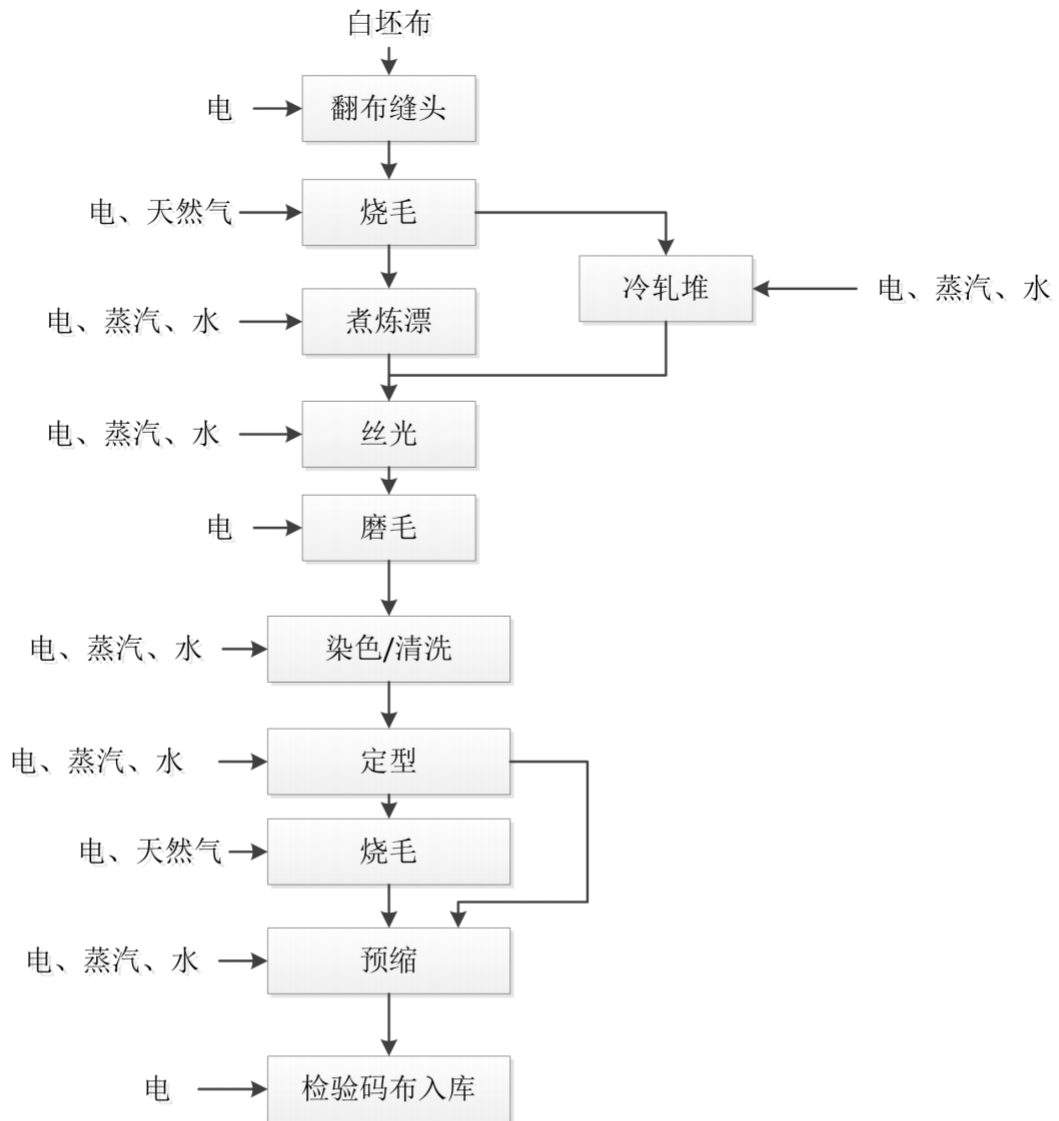 白坯布
电
翻布缝头
电、天然气
烧毛
冷轧堆
电、蒸汽、水
电、蒸汽、水
煮炼漂
电、蒸汽、水
丝光
电
磨毛
电、蒸汽、水
染色/清洗
电、蒸汽、水
定型
电、天然气
烧毛
电、蒸汽、水
预缩
电
检验码布入库